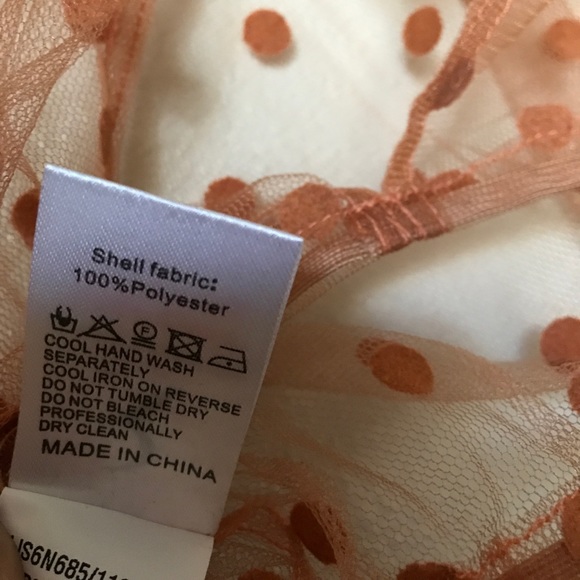 Shell fabric:
100%Polyester
COOL HAND WASH
SEPARATELY
COOL IRON ON REVERSE
DO NOT TUMBLE DRY
DO NOT BLEACH
PROFESSIONALLY
DRY CLEAN
MADE IN CHINA